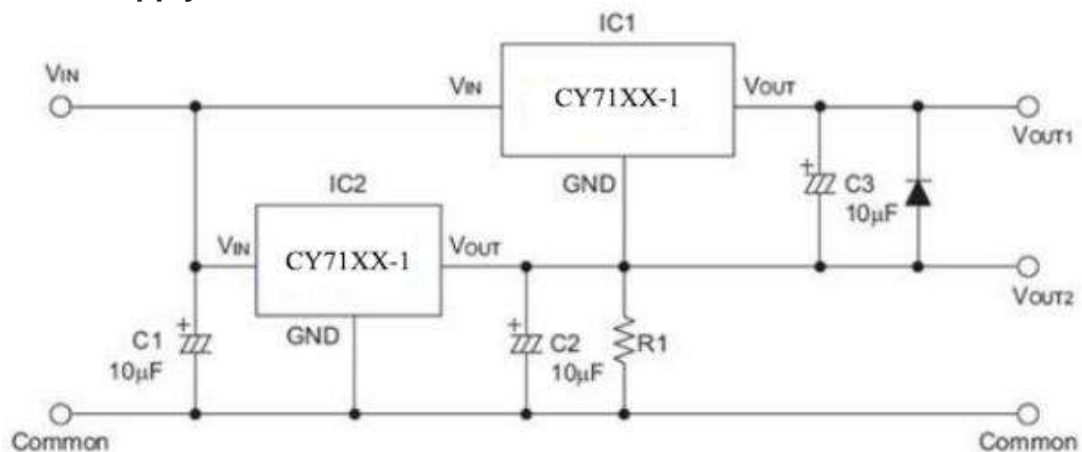 IC1
VIN
VIN
CY71XX-1
VOUT
VOUT1
GND
C3
10μF
IC2
VIN
CY71XX-1
VOUT
VOUT2
GND
C1
10μF
C2
10μF
R1
Common
Common